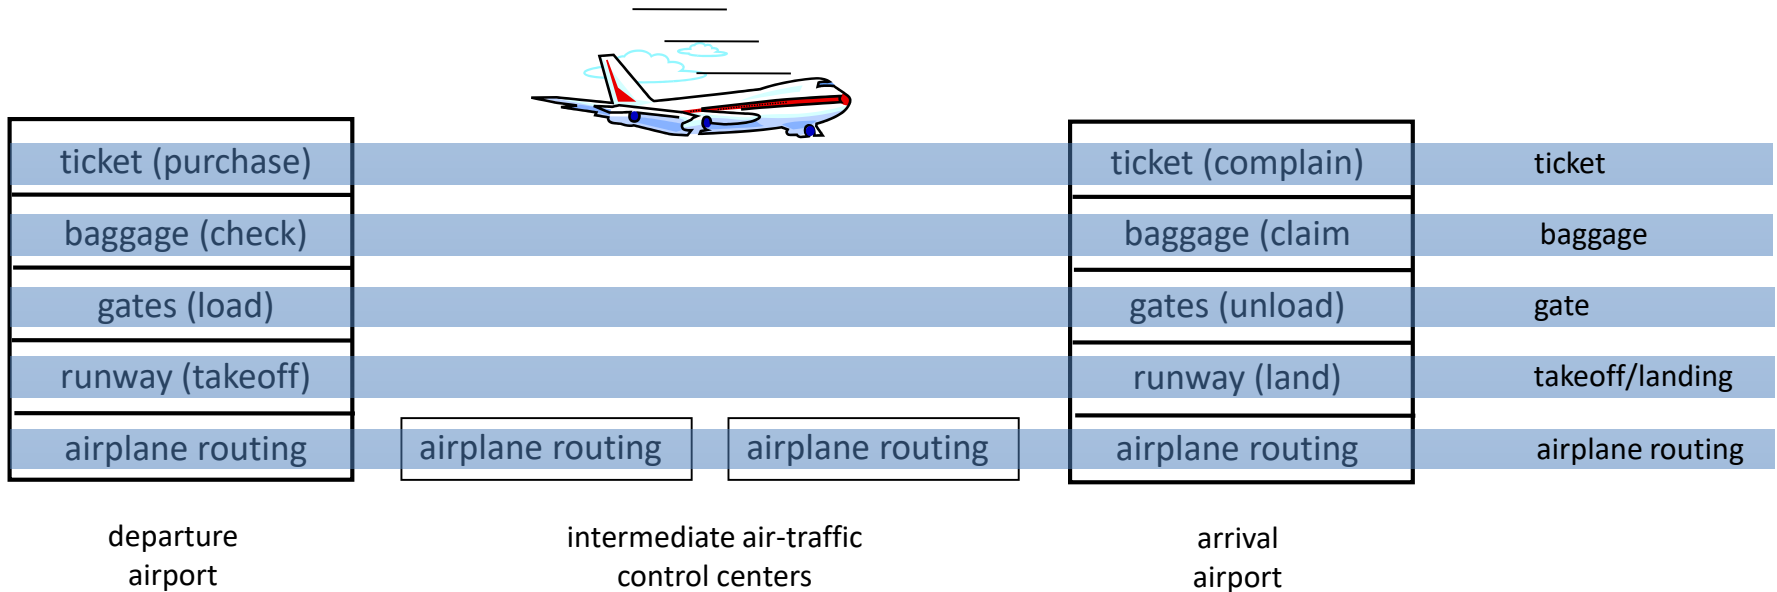 ticket (purchase)
ticket (complain)
ticket
baggage (check)
baggage (claim
baggage
gates (load)
gates (unload)
gate
runway (takeoff)
runway (land)
takeoff/landing
airplane routing
airplane routing
airplane routing
airplane routing
airplane routing
departure
airport
intermediate air-traffic
control centers
arrival
airport